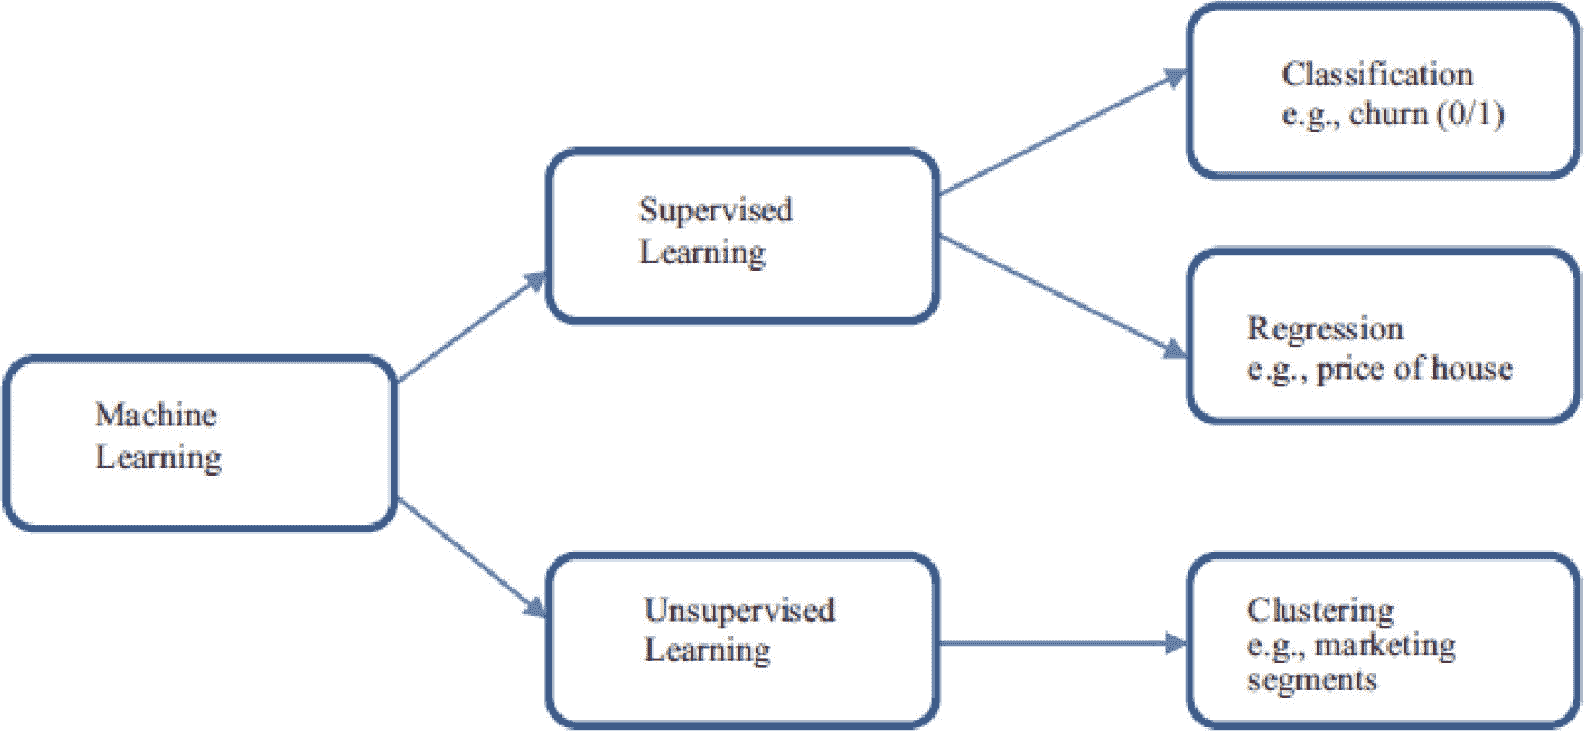 Machine
Learning
Supervised
Learning
Classification
e.g., churn (0/1)
Regression
e.g., price of house
Unsupervised
Learning
Clustering
e.g., marketing
segments